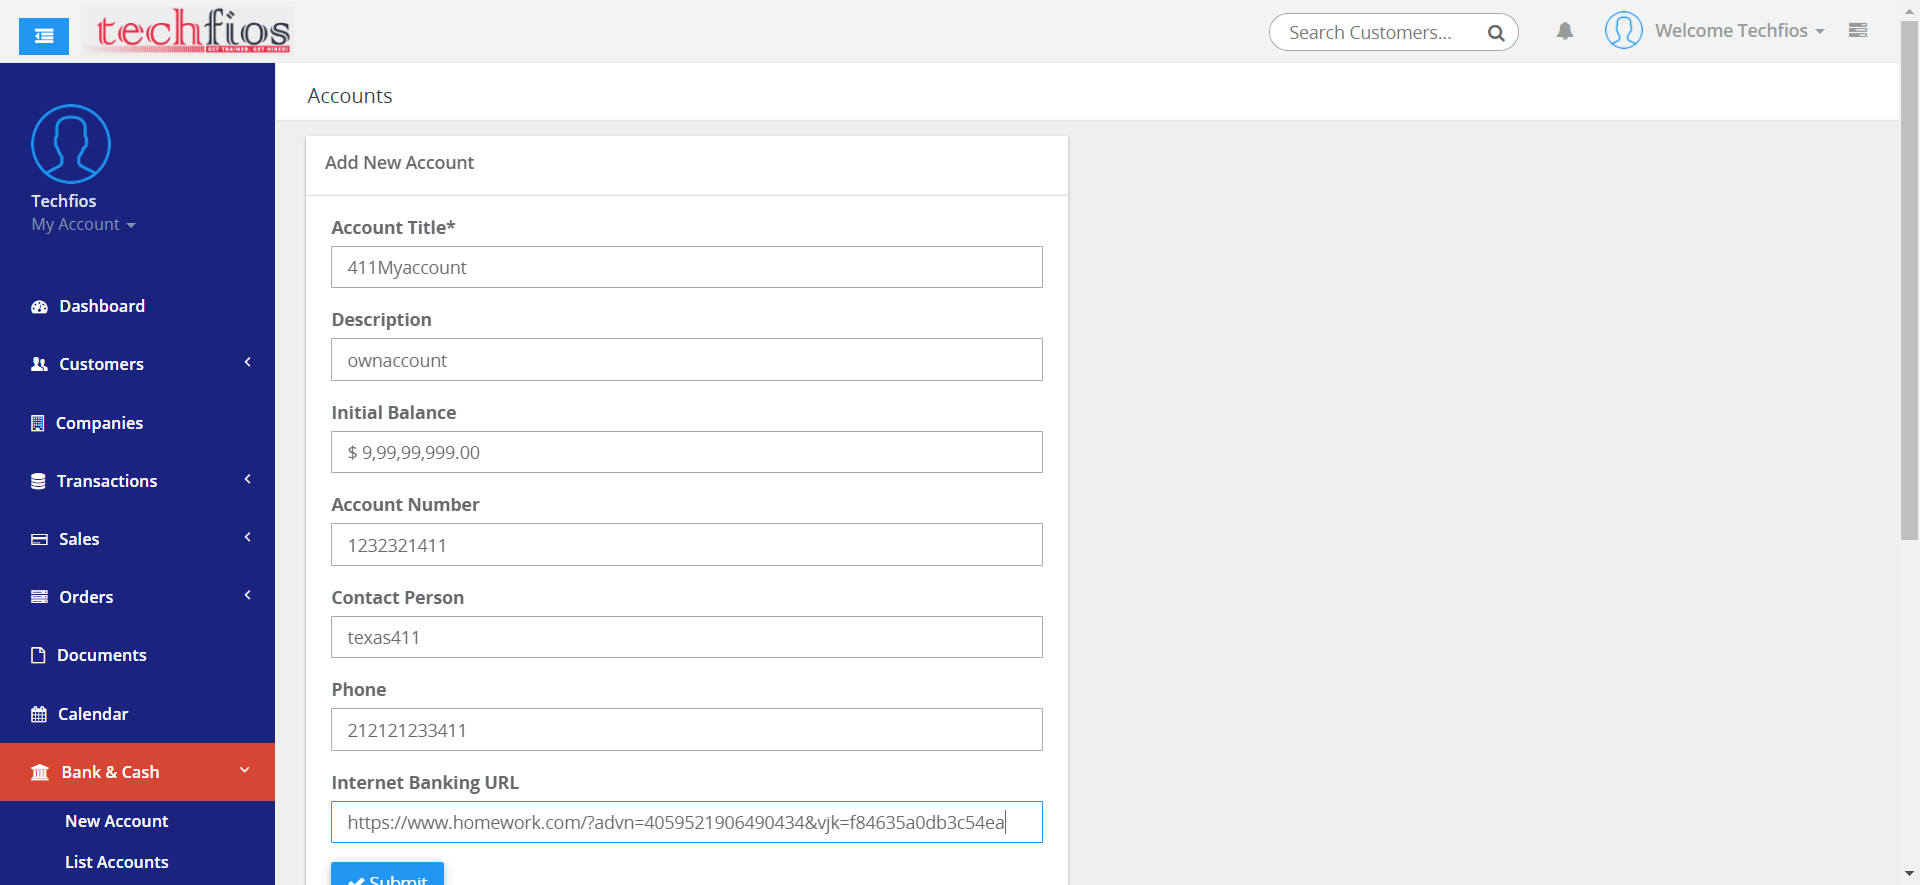 techfios
GET TRAINED. GET HIRED!
Search Customers...
Welcome Techfios
Techfios
My Account
Dashboard
Customers
Companies
Transactions
Sales
Orders
Documents
Calendar
Bank & Cash
New Account
List Accounts
Accounts
Add New Account
Account Title*
411Myaccount
Description
ownaccount
Initial Balance
$ 9,99,99,999.00
Account Number
1232321411
Contact Person
texas411
Phone
212121233411
Internet Banking URL
https://www.homework.com/?advn=4059521906490434&vjk=f84635a0db3c54ea
Submit